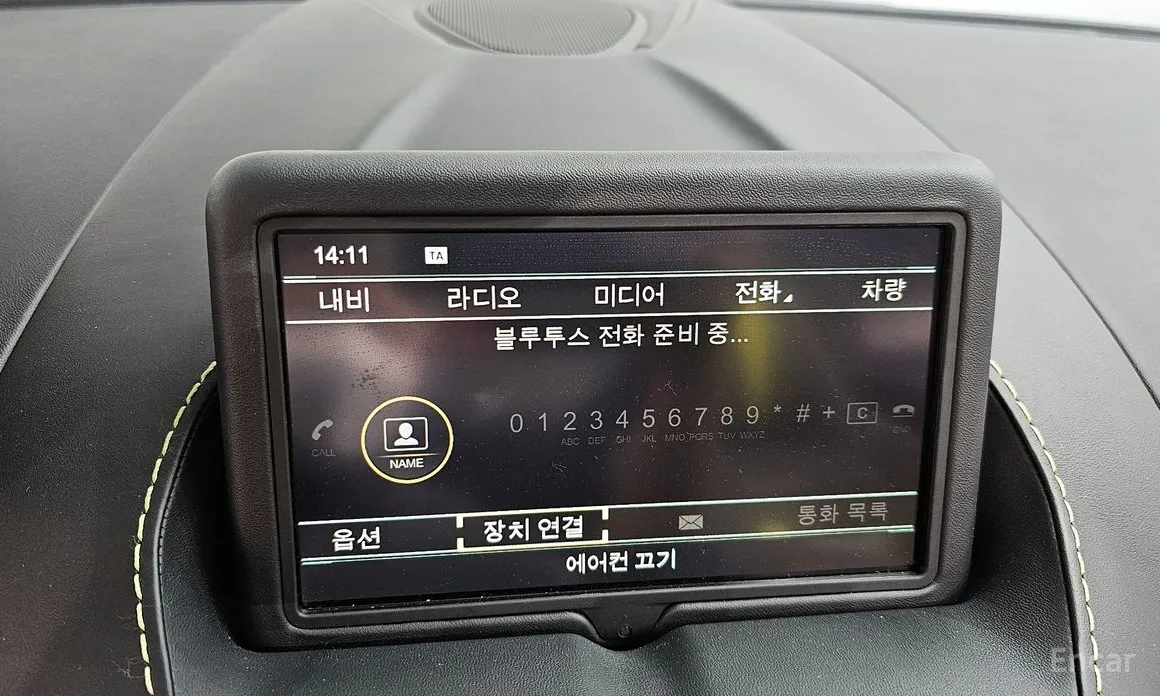 14:11 TA
내비 라디오 미디어 전화 차량
블루투스 전화 준비 중...
0 1 2 3 4 5 6 7 8 9 * # + C
ABC DEF GHI JKL MNO PQRS TUV WXYZ
CALL NAME END
옵션 장치 연결 통화 목록
에어컨 끄기
Encar